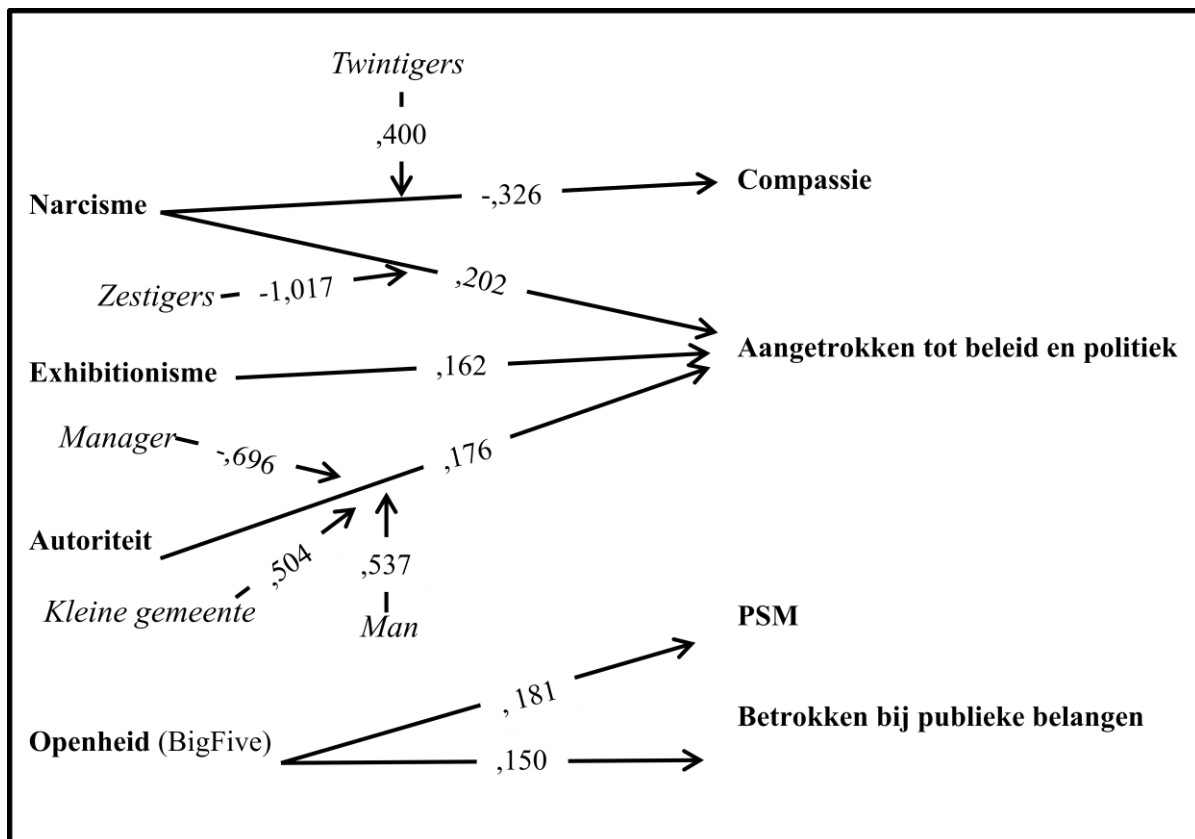 Twintigers
,400
Compassie
-,326
Narcisme
,202
-1,017
Zestigers
Aangetrokken tot beleid en politiek
,162
Exhibitionisme
Manager
-,696
,176
Autoriteit
,504
,537
Kleine gemeente
Man
PSM
, 181
Betrokken bij publieke belangen
Openheid (BigFive)
,150